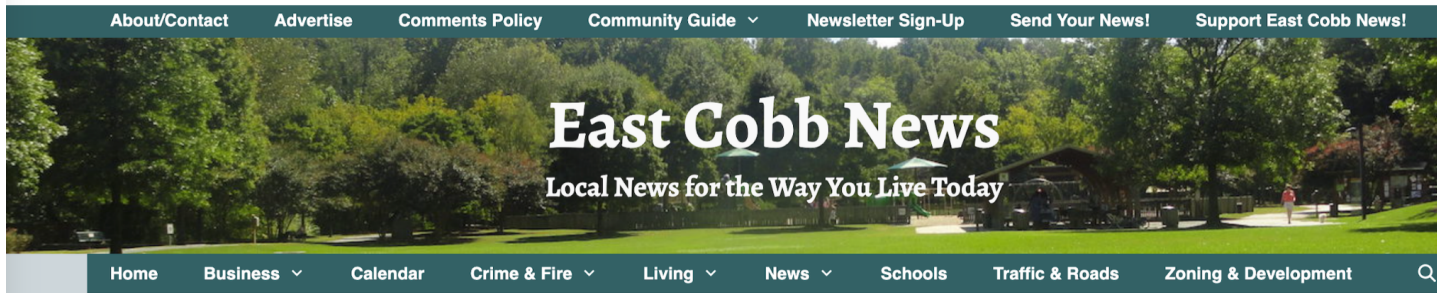 About/Contact Advertise Comments Policy Community Guide Newsletter Sign-Up Send Your News! Support East Cobb News!
East Cobb News
Local News for the Way You Live Today
Home Business Calendar Crime & Fire Living News Schools Traffic & Roads Zoning & Development